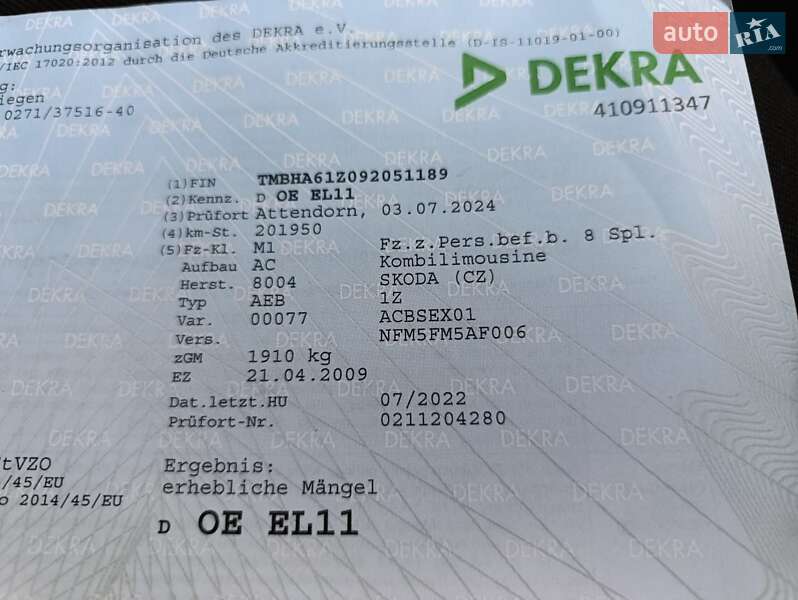 auto RIA
.com
rwachungsorganisation des DEKRA e.V.
/IEC 17020:2012 durch die Deutsche Akkreditierungsstelle (D-IS-11019-01-00)
g:
iegen
0271/37516-40
DEKRA
410911347
(1) FIN TMBHA61Z092051189
(2) Kennz. D OE EL11
(3) Prüfort Attendorn, 03.07.2024
(4) km-St. 201950
(5) Fz-Kl. M1 Fz.z.Pers.bef.b. 8 Spl.
Aufbau AC Kombilimousine
Herst. 8004 SKODA (CZ)
Typ AEB 1Z
Var. 00077 ACBSEX01
Vers. NFM5FM5AF006
zGM 1910 kg
EZ 21.04.2009
Dat.letzt.HU 07/2022
Prüfort-Nr. 0211204280
tVZO
/45/EU
o 2014/45/EU
Ergebnis:
erhebliche Mängel
D OE EL11